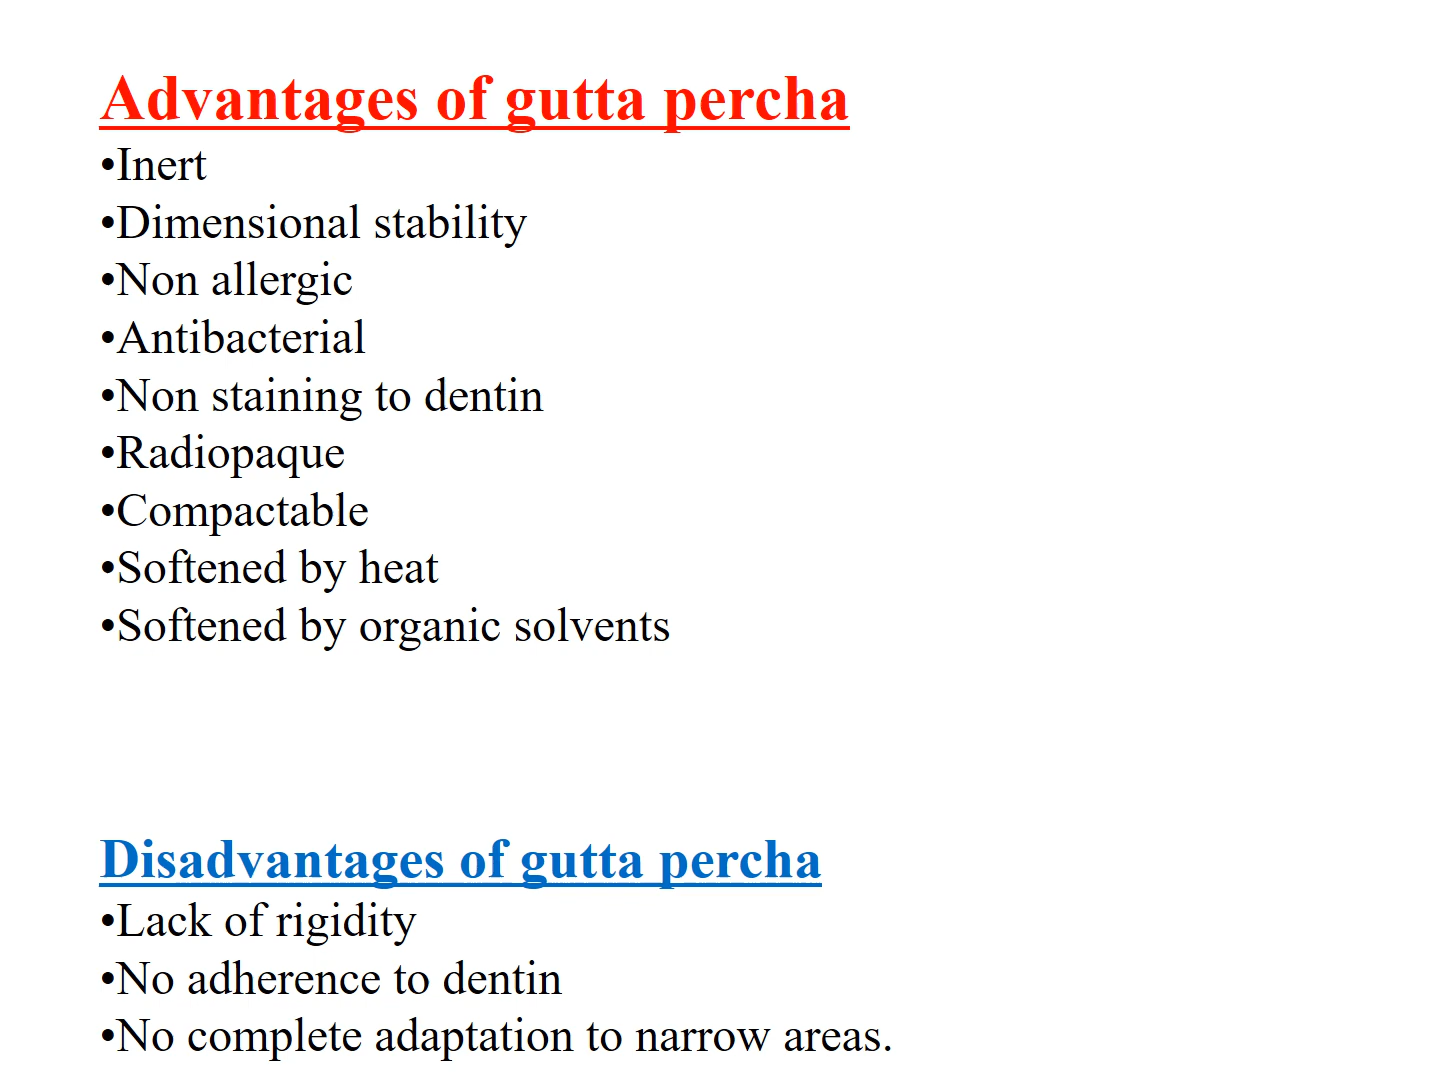 Advantages of gutta percha
•Inert
•Dimensional stability
•Non allergic
•Antibacterial
•Non staining to dentin
•Radiopaque
•Compactable
•Softened by heat
•Softened by organic solvents
Disadvantages of gutta percha
•Lack of rigidity
•No adherence to dentin
•No complete adaptation to narrow areas.